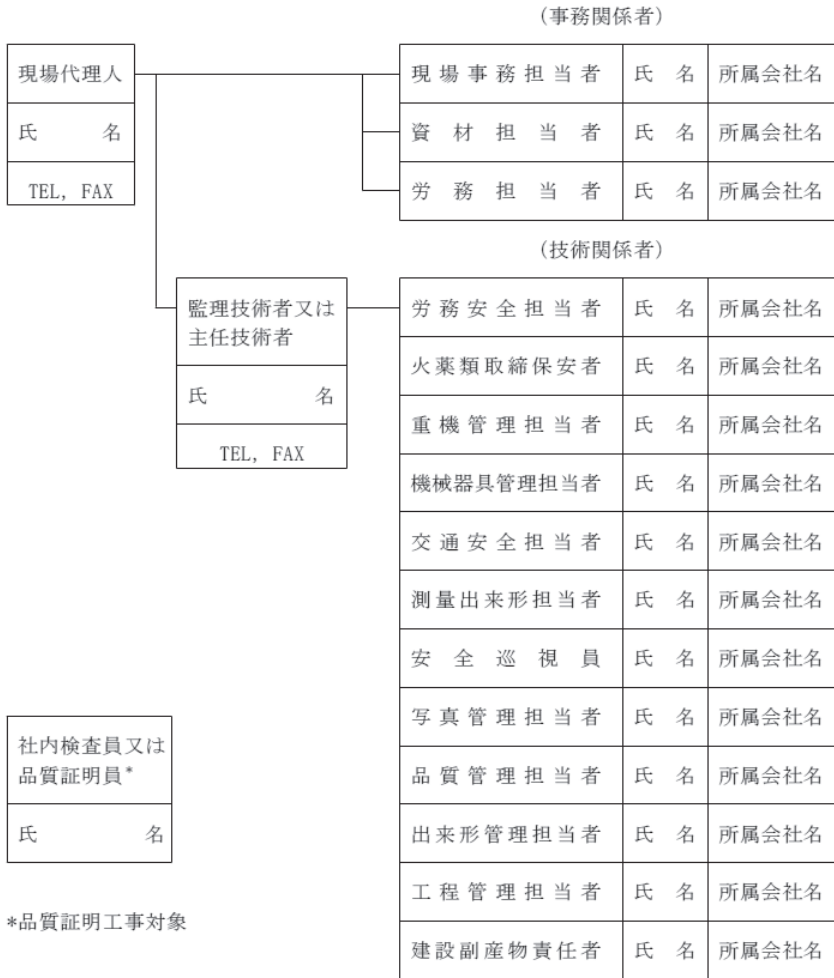 (事務関係者)
現場代理人
氏 名
TEL, FAX
現場事務担当者 氏 名 所属会社名
資材担当者 氏 名 所属会社名
労務担当者 氏 名 所属会社名
(技術関係者)
監理技術者又は
主任技術者
氏 名
TEL, FAX
労務安全担当者 氏 名 所属会社名
火薬類取締保安者 氏 名 所属会社名
重機管理担当者 氏 名 所属会社名
機械器具管理担当者 氏 名 所属会社名
交通安全担当者 氏 名 所属会社名
測量出来形担当者 氏 名 所属会社名
安全巡視員 氏 名 所属会社名
写真管理担当者 氏 名 所属会社名
品質管理担当者 氏 名 所属会社名
出来形管理担当者 氏 名 所属会社名
工程管理担当者 氏 名 所属会社名
建設副産物責任者 氏 名 所属会社名
社内検査員又は
品質証明員*
氏 名
*品質証明工事対象